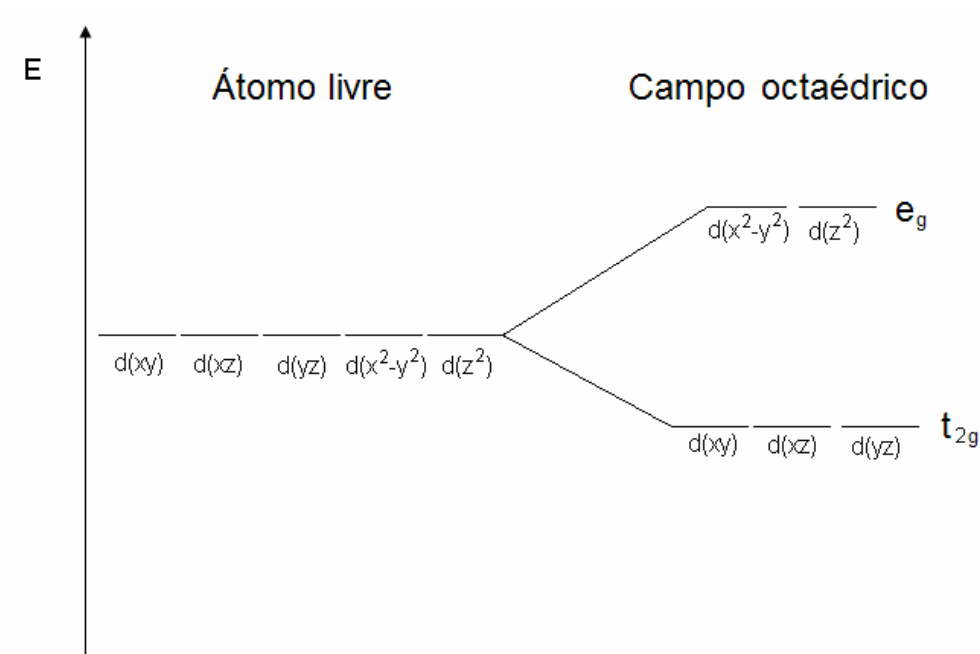 E
Átomo livre
Campo octaédrico
d(x²-y²) d(z²) e_g
d(xy) d(xz) d(yz) d(x²-y²) d(z²)
d(xy) d(xz) d(yz) t_2g